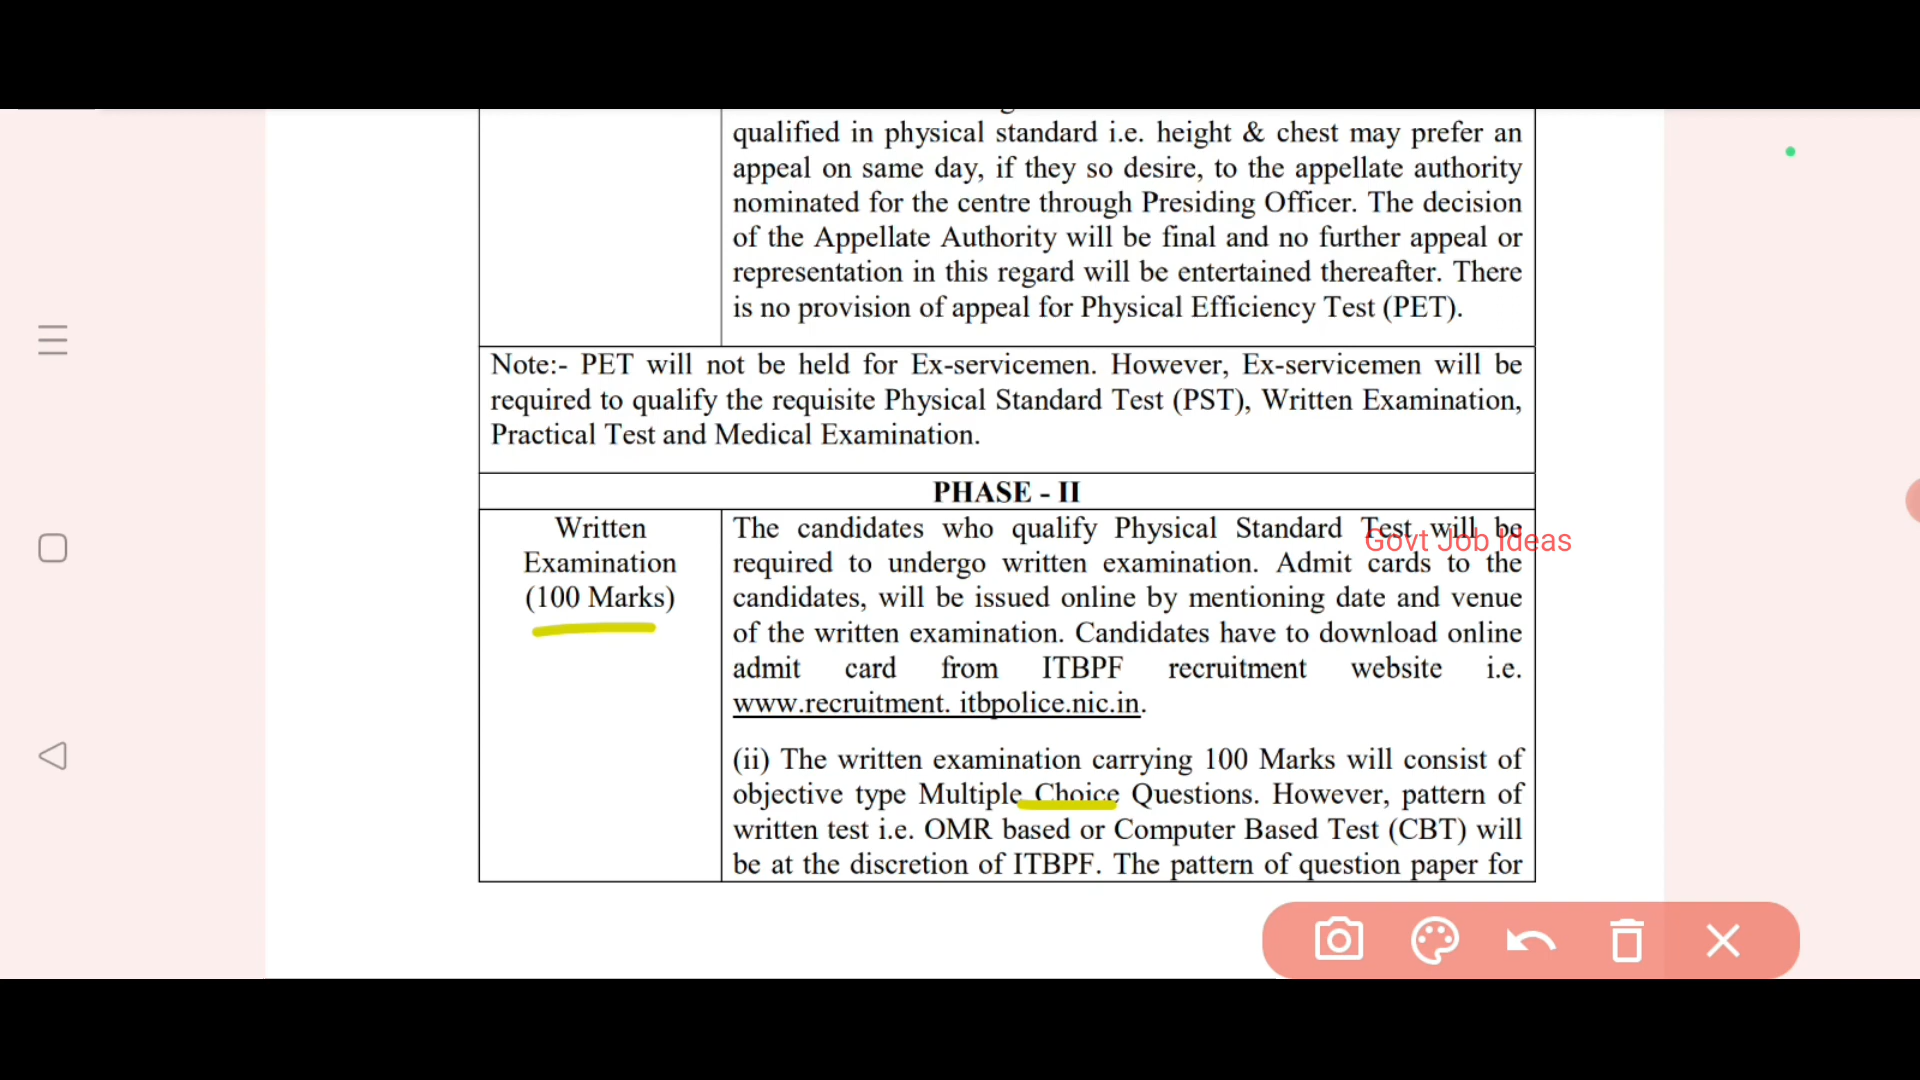 qualified in physical standard i.e. height & chest may prefer an
appeal on same day, if they so desire, to the appellate authority
nominated for the centre through Presiding Officer. The decision
of the Appellate Authority will be final and no further appeal or
representation in this regard will be entertained thereafter. There
is no provision of appeal for Physical Efficiency Test (PET).
Note:- PET will not be held for Ex-servicemen. However, Ex-servicemen will be
required to qualify the requisite Physical Standard Test (PST), Written Examination,
Practical Test and Medical Examination.
PHASE - II
Written
Examination
(100 Marks)
The candidates who qualify Physical Standard Test will be
required to undergo written examination. Admit cards to the
candidates, will be issued online by mentioning date and venue
of the written examination. Candidates have to download online
admit card from ITBPF recruitment website i.e.
www.recruitment. itbpolice.nic.in.
(ii) The written examination carrying 100 Marks will consist of
objective type Multiple Choice Questions. However, pattern of
written test i.e. OMR based or Computer Based Test (CBT) will
be at the discretion of ITBPF. The pattern of question paper for
Govt Job Ideas